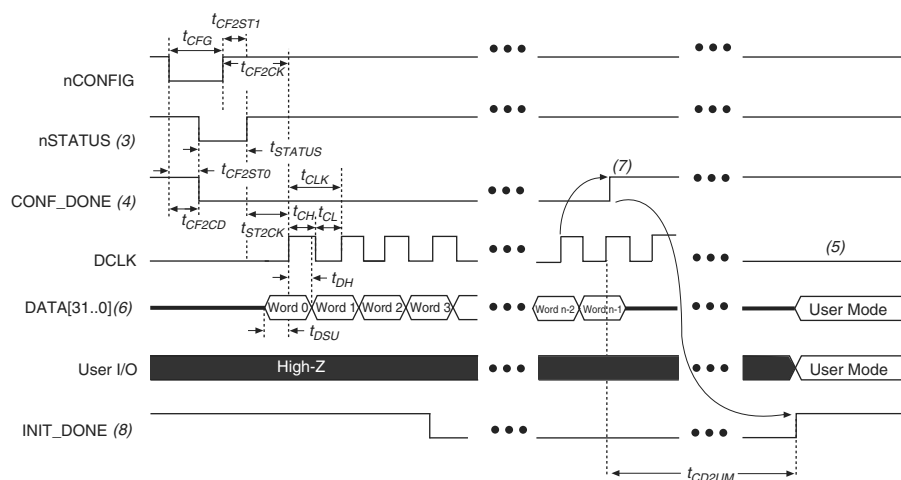 tCF2ST1
tCFG
tCF2CK
nCONFIG
nSTATUS (3)
tSTATUS
tCF2ST0
tCLK
(7)
CONF_DONE (4)
tCF2CD
tST2CK
tCH
tCL
(5)
DCLK
tDH
DATA[31..0](6)
Word 0
Word 1
Word 2
Word 3
Word n-2
Word n-1
User Mode
tDSU
User I/O
High-Z
User Mode
INIT_DONE (8)
tCD2UM